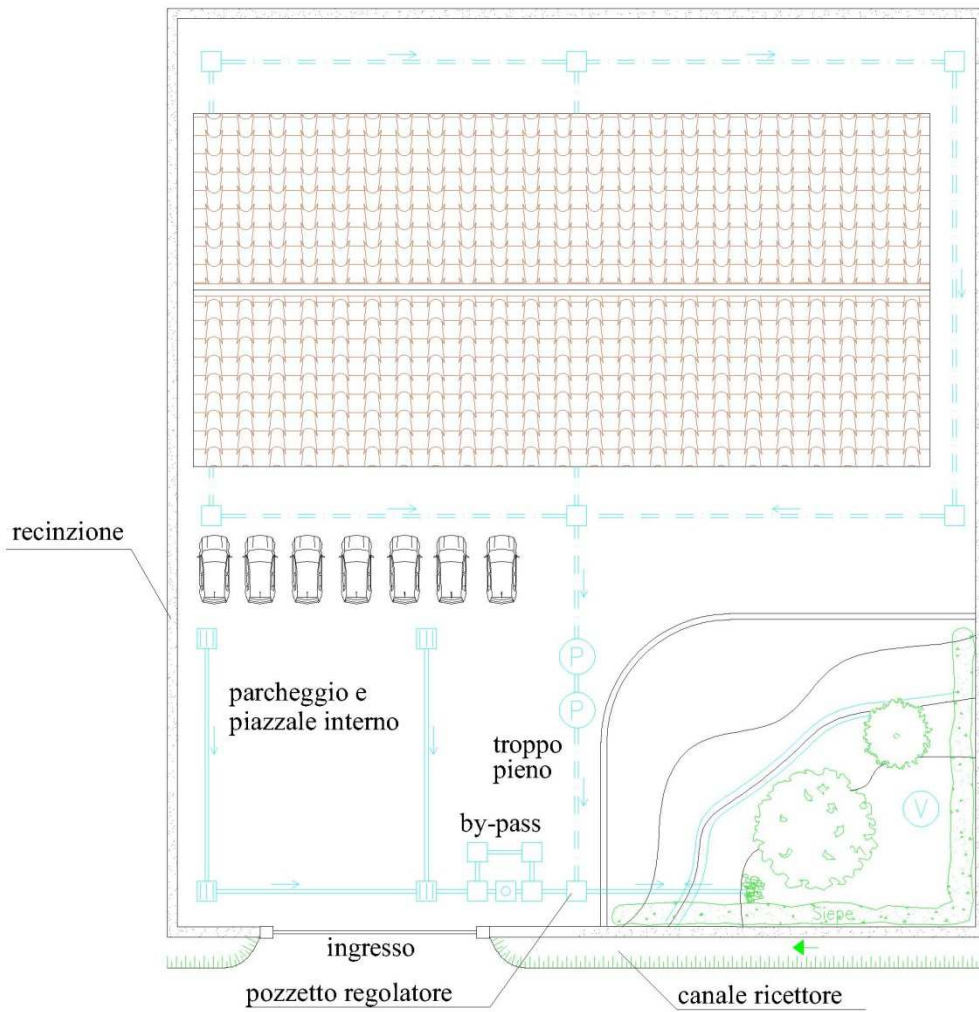 recinzione
parcheggio e
piazzale interno
P
P
troppo
pieno
by-pass
V
Siepe
ingresso
pozzetto regolatore
canale ricettore